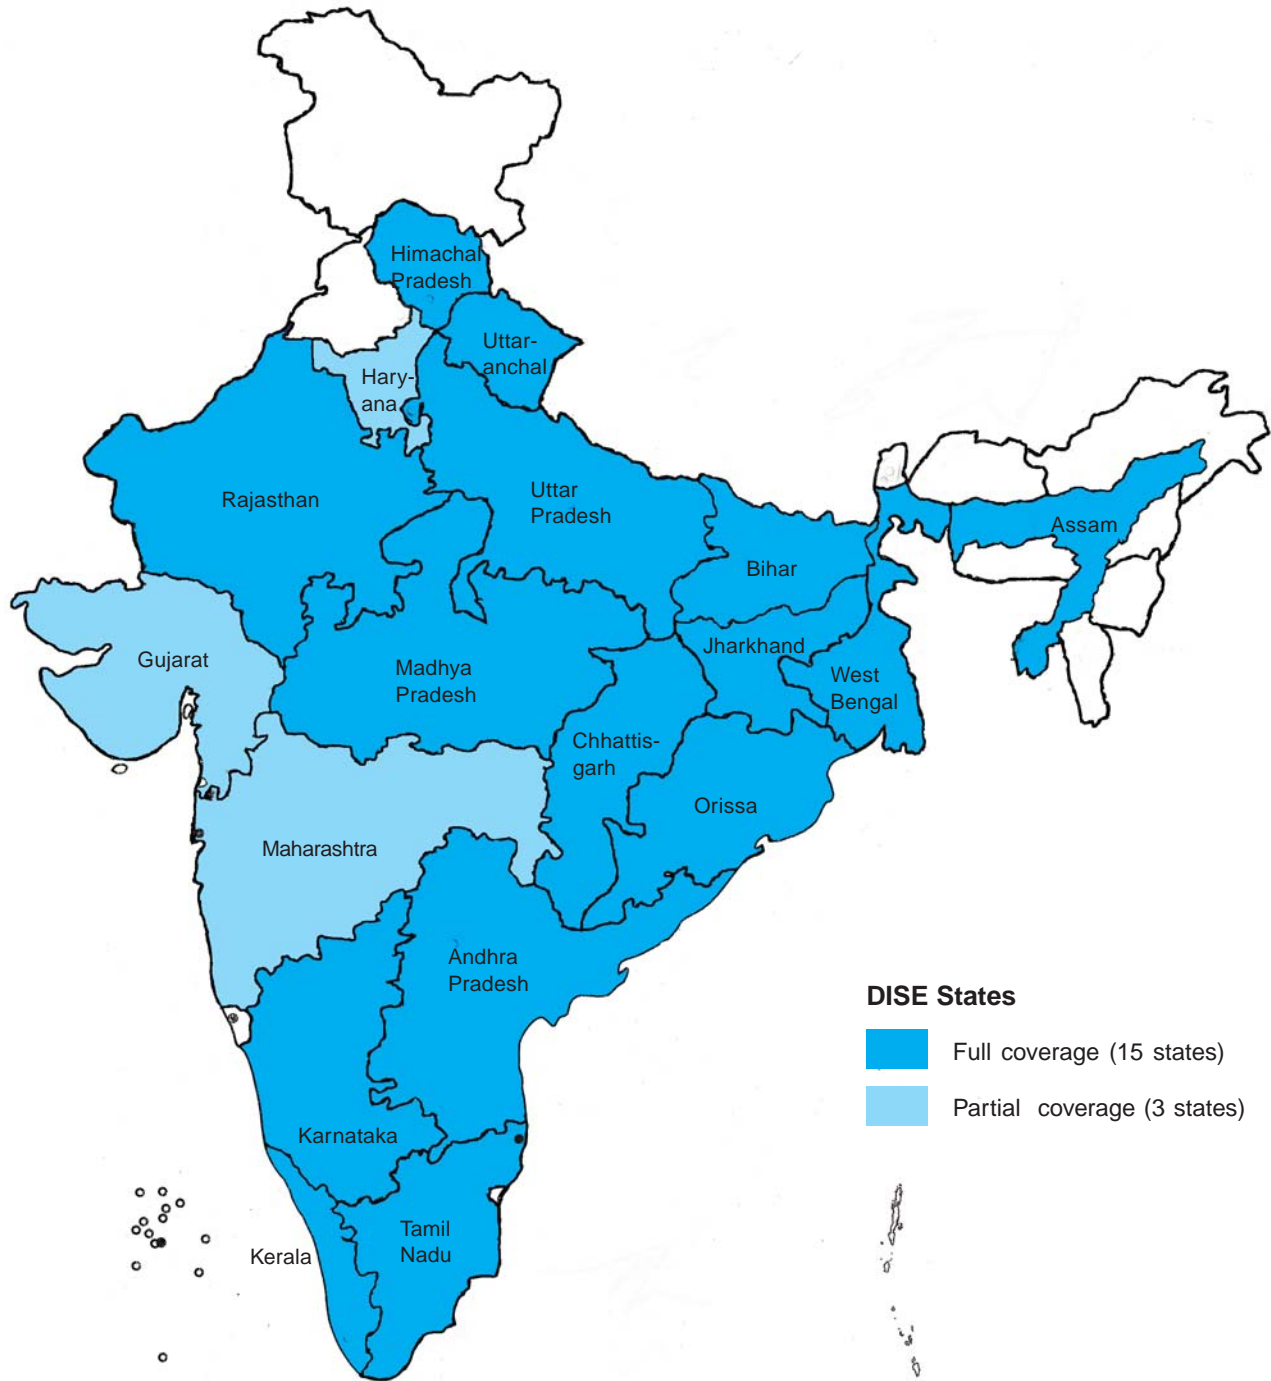 Himachal
Pradesh
Uttar-
anchal
Hary-
ana
Rajasthan
Uttar
Pradesh
Assam
Bihar
Jharkhand
Gujarat
Madhya
Pradesh
West
Bengal
Chhattis-
garh
Orissa
Maharashtra
Andhra
Pradesh
DISE States
Full coverage (15 states)
Partial coverage (3 states)
Karnataka
Tamil
Nadu
Kerala